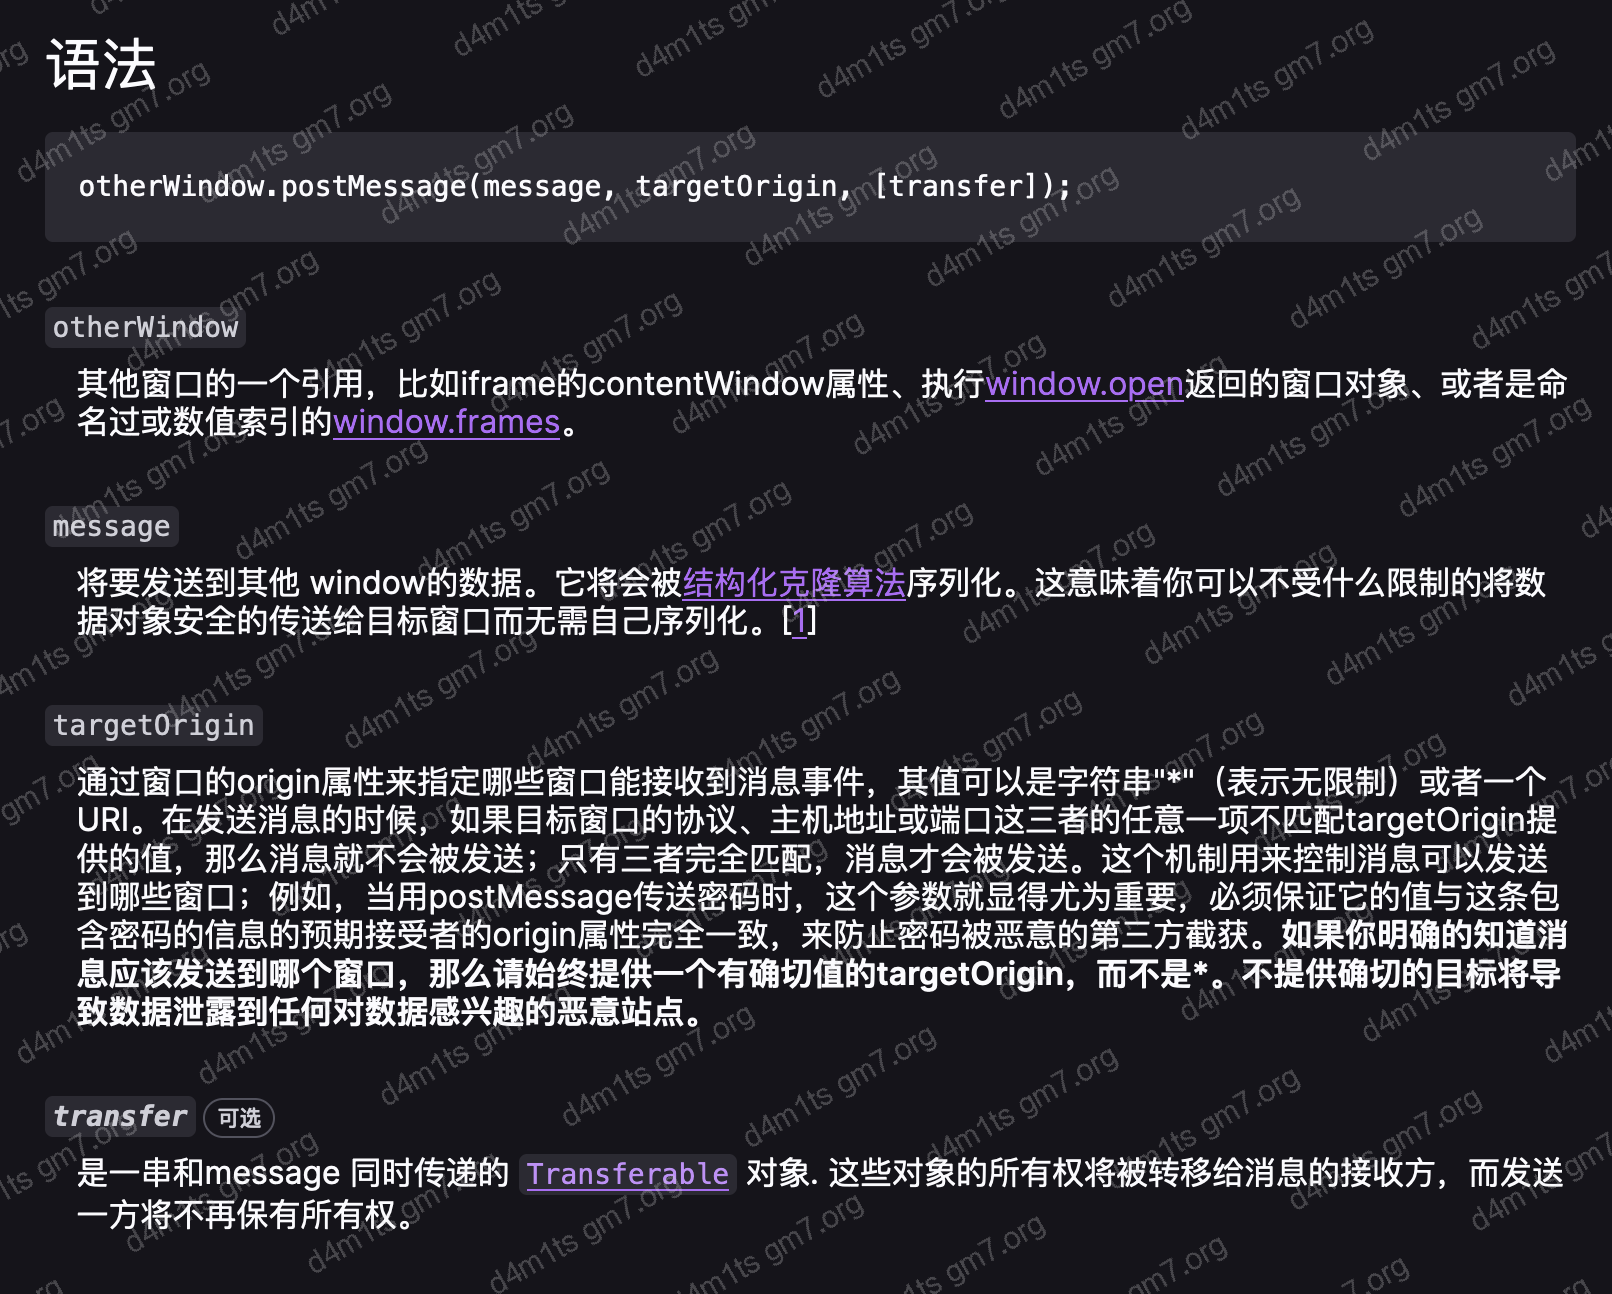 语法
otherWindow.postMessage(message, targetOrigin, [transfer]);
otherWindow
其他窗口的一个引用，比如iframe的contentWindow属性、执行window.open返回的窗口对象、或者是命
名过或数值索引的window.frames。
message
将要发送到其他 window的数据。它将会被结构化克隆算法序列化。这意味着你可以不受什么限制的将数
据对象安全的传送给目标窗口而无需自己序列化。[1]
targetOrigin
通过窗口的origin属性来指定哪些窗口能接收到消息事件，其值可以是字符串"*"（表示无限制）或者一个
URI。在发送消息的时候，如果目标窗口的协议、主机地址或端口这三者的任意一项不匹配targetOrigin提
供的值，那么消息就不会被发送；只有三者完全匹配，消息才会被发送。这个机制用来控制消息可以发送
到哪些窗口；例如，当用postMessage传送密码时，这个参数就显得尤为重要，必须保证它的值与这条包
含密码的信息的预期接受者的origin属性完全一致，来防止密码被恶意的第三方截获。如果你明确的知道消
息应该发送到哪个窗口，那么请始终提供一个有确切值的targetOrigin，而不是*。不提供确切的目标将导
致数据泄露到任何对数据感兴趣的恶意站点。
transfer 可选
是一串和message 同时传递的 Transferable 对象. 这些对象的所有权将被转移给消息的接收方，而发送
一方将不再保有所有权。
d4m1ts gm7.org